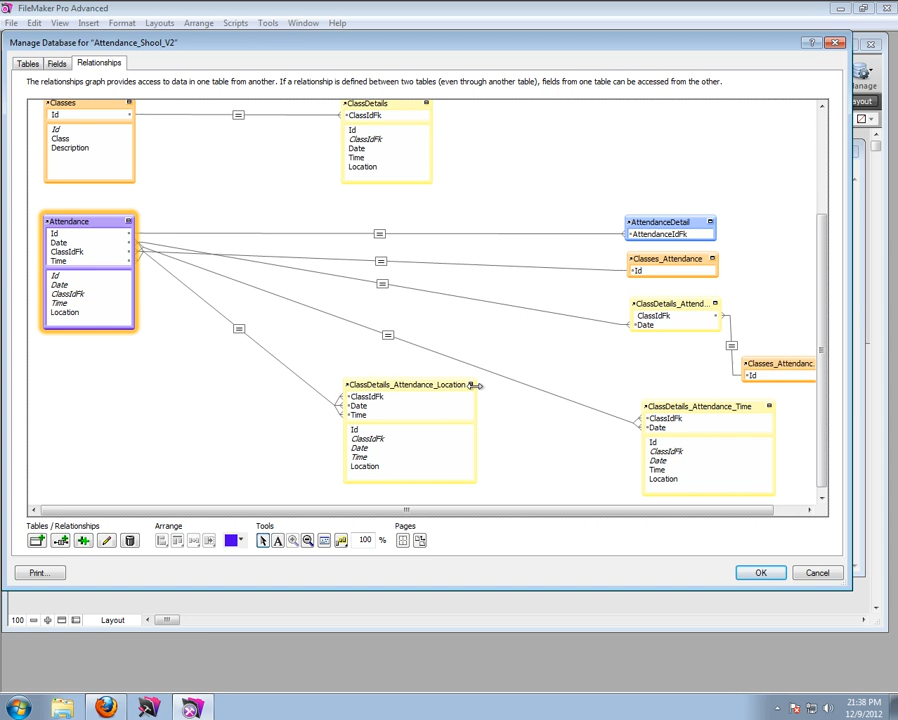 FileMaker Pro Advanced
File Edit View Insert Format Layouts Arrange Scripts Tools Window Help
Manage Database for "Attendance_Shool_V2"
Tables Fields Relationships
The relationships graph provides access to data in one table from another. If a relationship is defined between two tables (even through another table), fields from one table can be accessed from the other.
Manage
ayout
Classes
Id
Id
Class
Description
ClassDetails
ClassIdFk
Id
ClassIdFk
Date
Time
Location
Attendance
Id
Date
ClassIdFk
Time
Id
Date
ClassIdFk
Time
Location
AttendanceDetail
AttendanceIdFk
Classes_Attendance
Id
ClassDetails_Attend...
ClassIdFk
Date
Classes_Attendanc
Id
ClassDetails_Attendance_Location
ClassIdFk
Date
Time
Id
ClassIdFk
Date
Time
Location
ClassDetails_Attendance_Time
ClassIdFk
Date
Id
ClassIdFk
Date
Time
Location
Tables / Relationships Arrange Tools Pages
A 100 %
Print... OK Cancel
100 Layout
21:38 PM
12/9/2012